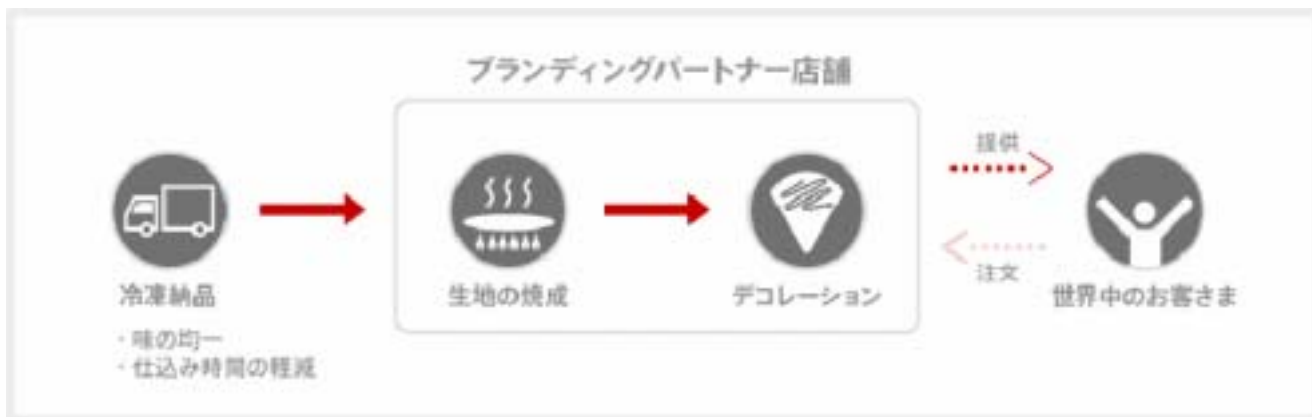 ブランディングパートナー店舗
冷凍納品
・味の均一
・仕込み時間の軽減
生地の焼成
デコレーション
提供
注文
世界中のお客さま